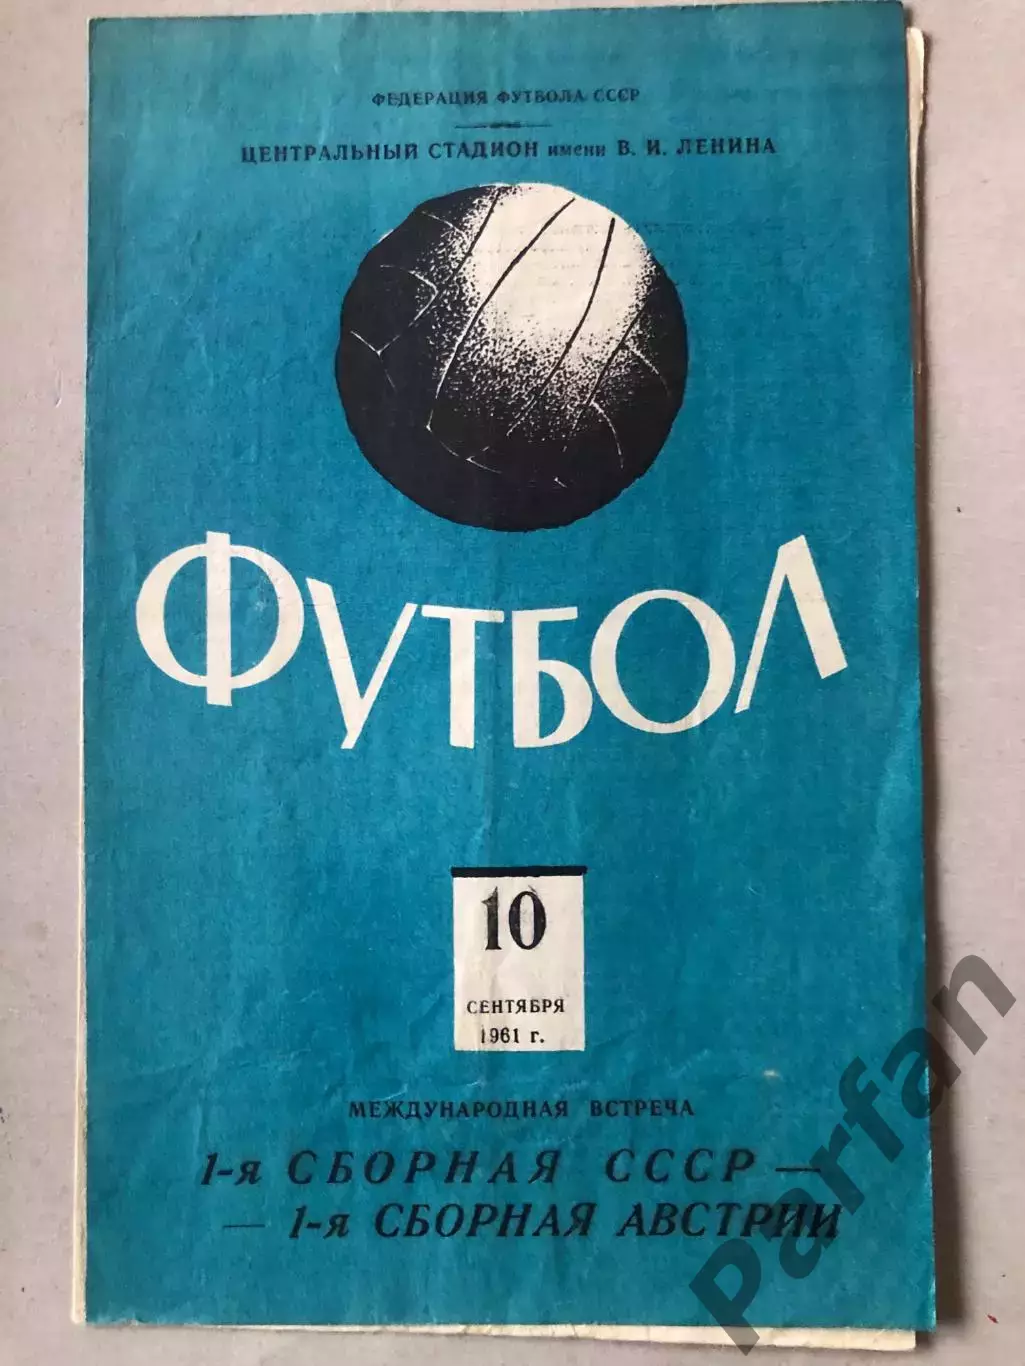 ФЕДЕРАЦИЯ ФУТБОЛА СССР
ЦЕНТРАЛЬНЫЙ СТАДИОН имени В. И. ЛЕНИНА
ФУТБОЛ
10
СЕНТЯБРЯ
1961 г.
МЕЖДУНАРОДНАЯ ВСТРЕЧА
1-я СБОРНАЯ СССР —
— 1-я СБОРНАЯ АВСТРИИ
Parfan